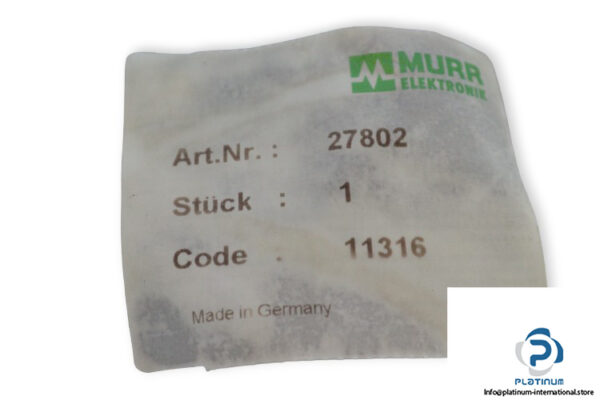 MURR
ELEKTRONIK
Art.Nr. : 27802
Stück : 1
Code . 11316
Made in Germany
PLATINUM
Info@platinum-international.store